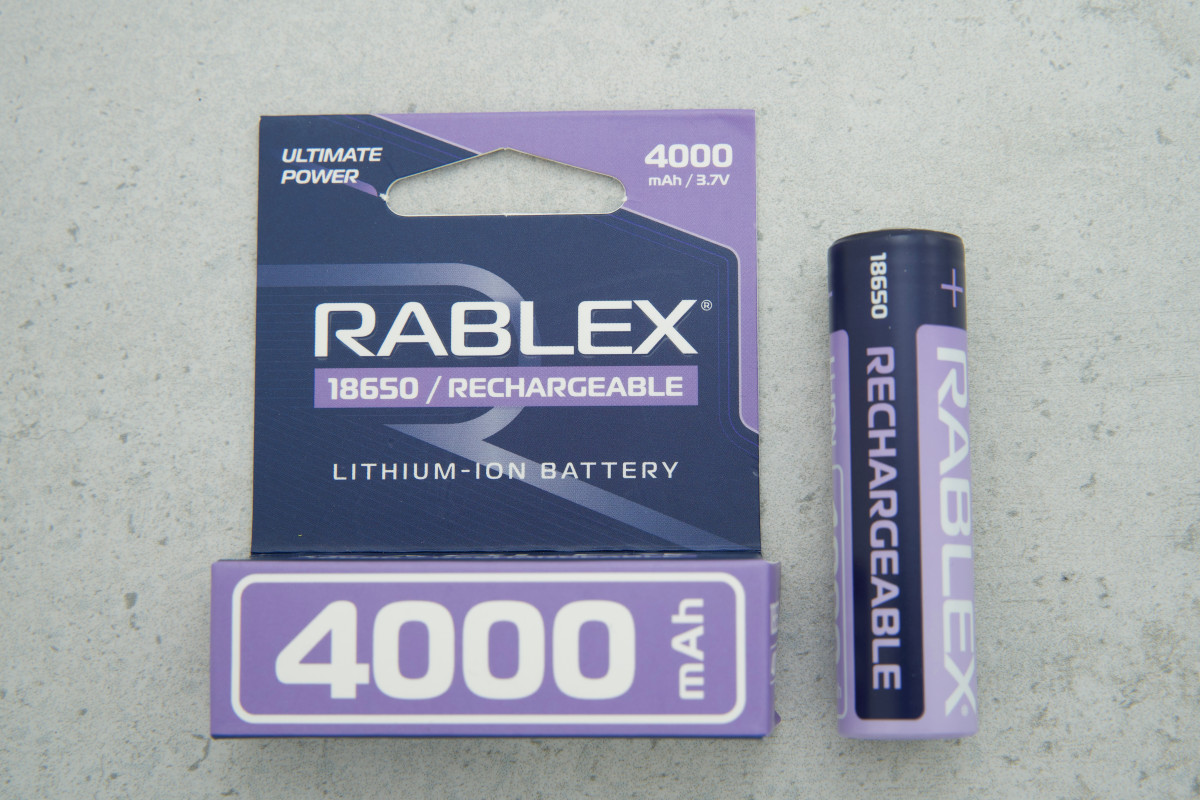 ULTIMATE
POWER
4000
mAh / 3.7V
RABLEX®
18650 / RECHARGEABLE
LITHIUM-ION BATTERY
4000
mAh
+
18650
RECHARGEABLE
RABLEX